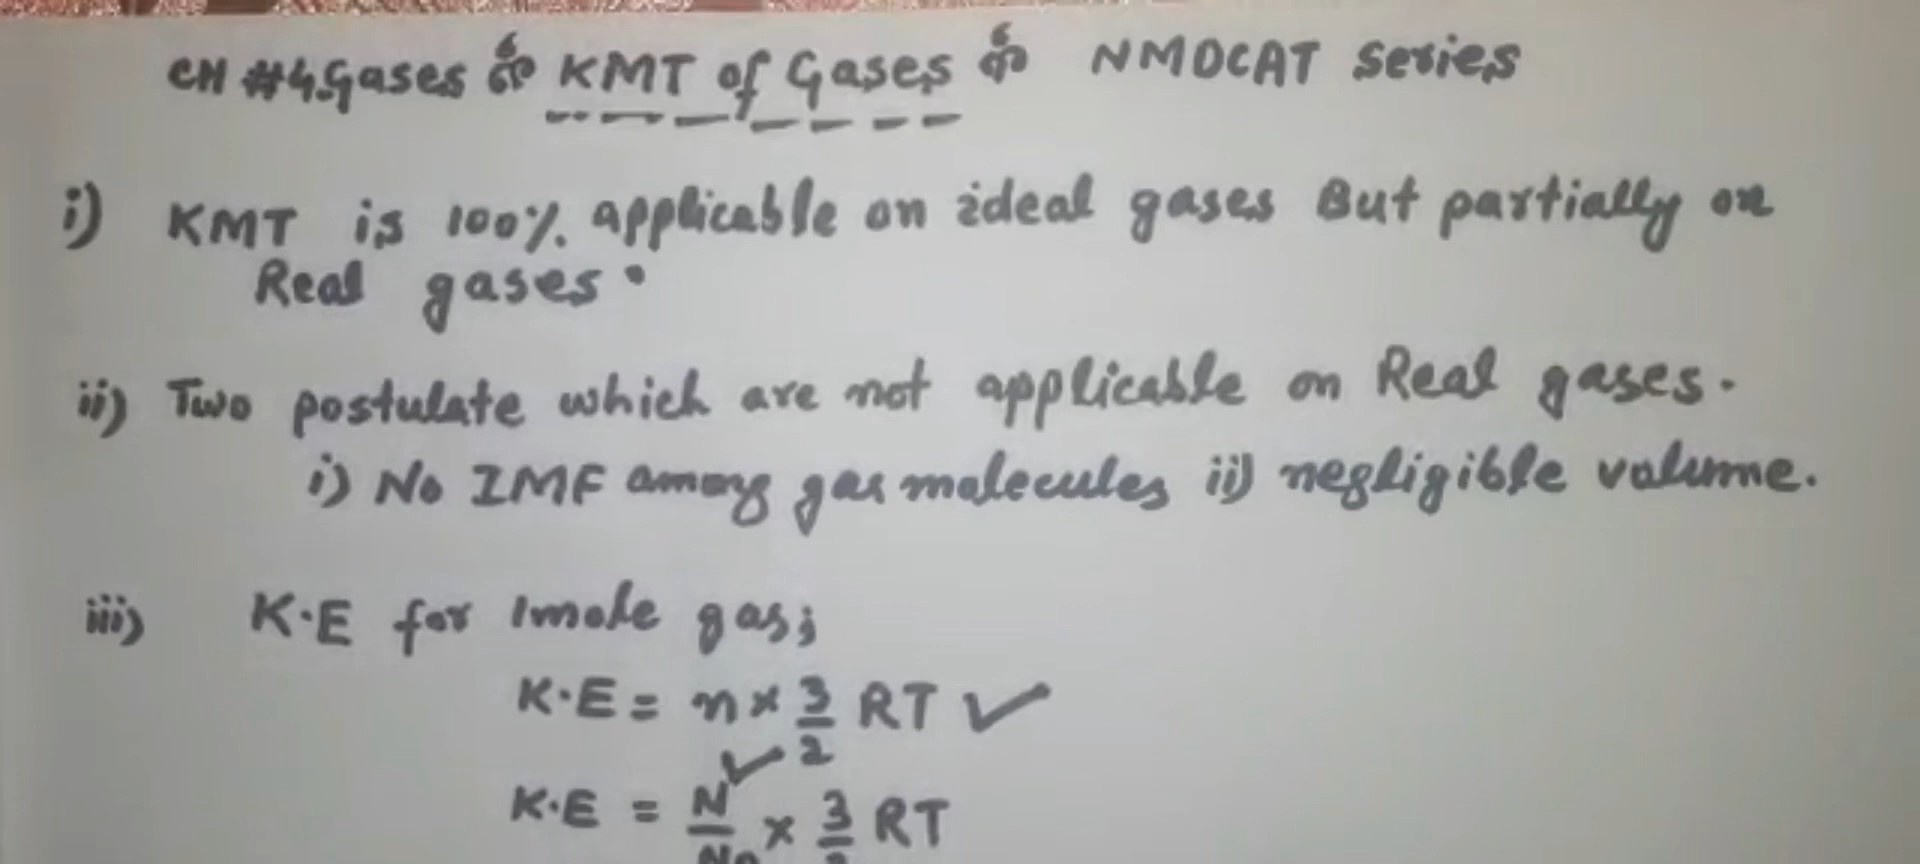 CH #4 Gases KMT of Gases NMDCAT Series
i) KMT is 100% applicable on ideal gases But partially on
Real gases.
ii) Two postulate which are not applicable on Real gases.
i) No IMF among gas molecules ii) negligible volume.
iii) K.E for 1mole gas;
K.E = n x 3/2 RT ✓
K.E = N/No x 3/2 RT